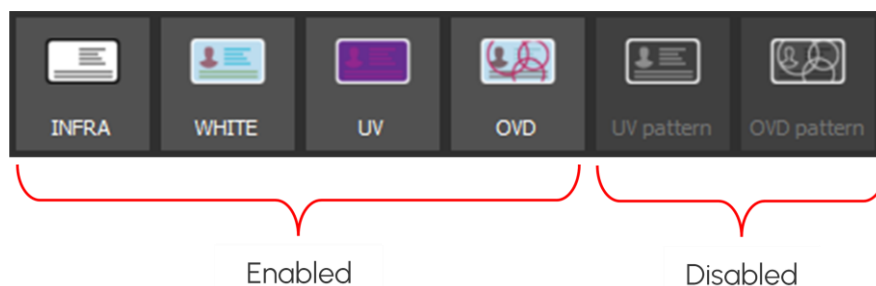 INFRA WHITE UV OVD UV pattern OVD pattern
Enabled Disabled